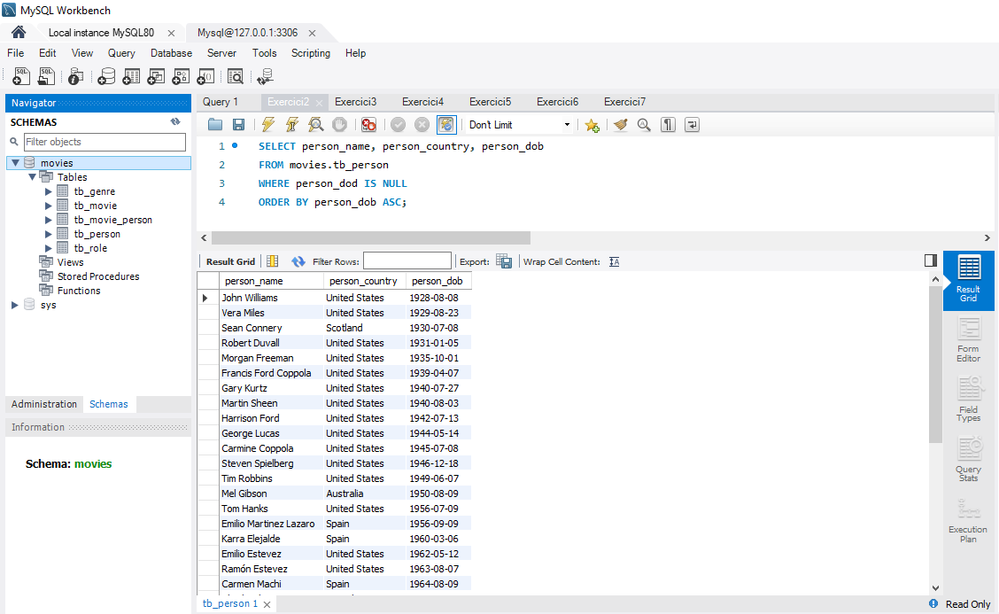 MySQL Workbench
Local instance MySQL80
Mysql@127.0.0.1:3306
File Edit View Query Database Server Tools Scripting Help
Navigator
SCHEMAS
Filter objects
movies
Tables
tb_genre
tb_movie
tb_movie_person
tb_person
tb_role
Views
Stored Procedures
Functions
sys
Administration Schemas
Information
Schema: movies
Query 1 Exercici2 Exercici3 Exercici4 Exercici5 Exercici6 Exercici7
Don't Limit
1 SELECT person_name, person_country, person_dob
2 FROM movies.tb_person
3 WHERE person_dod IS NULL
4 ORDER BY person_dob ASC;
Result Grid Filter Rows: Export: Wrap Cell Content:
person_name person_country person_dob
John Williams United States 1928-08-08
Vera Miles United States 1929-08-23
Sean Connery Scotland 1930-07-08
Robert Duvall United States 1931-01-05
Morgan Freeman United States 1935-10-01
Francis Ford Coppola United States 1939-04-07
Gary Kurtz United States 1940-07-27
Martin Sheen United States 1940-08-03
Harrison Ford United States 1942-07-13
George Lucas United States 1944-05-14
Carmine Coppola United States 1945-07-08
Steven Spielberg United States 1946-12-18
Tim Robbins United States 1949-06-07
Mel Gibson Australia 1950-08-09
Tom Hanks United States 1956-07-09
Emilio Martinez Lazaro Spain 1956-09-09
Karra Elejalde Spain 1960-03-06
Emilio Estevez United States 1962-05-12
Ramón Estevez United States 1963-08-07
Carmen Machi Spain 1964-08-09
Result
Grid
Form
Editor
Field
Types
Query
Stats
Execution
Plan
tb_person 1
Read Only